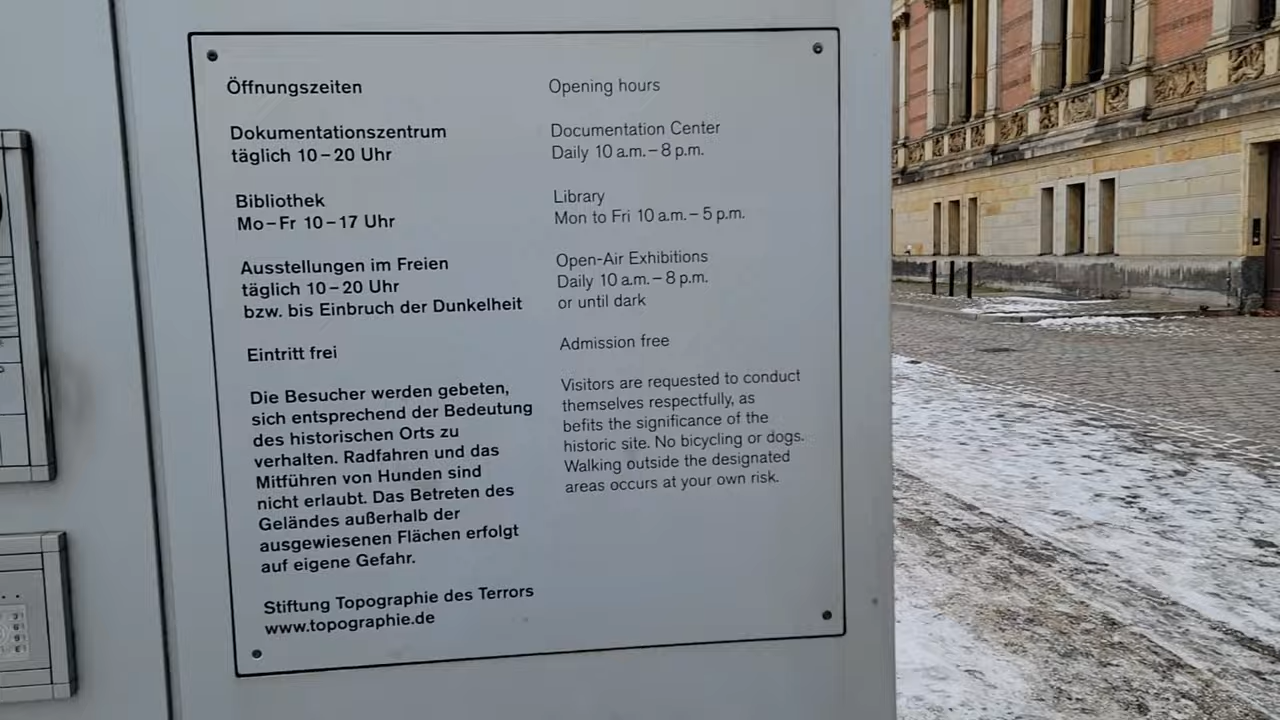 Öffnungszeiten
Dokumentationszentrum
täglich 10–20 Uhr
Bibliothek
Mo–Fr 10–17 Uhr
Ausstellungen im Freien
täglich 10–20 Uhr
bzw. bis Einbruch der Dunkelheit
Eintritt frei
Die Besucher werden gebeten,
sich entsprechend der Bedeutung
des historischen Orts zu
verhalten. Radfahren und das
Mitführen von Hunden sind
nicht erlaubt. Das Betreten des
Geländes außerhalb der
ausgewiesenen Flächen erfolgt
auf eigene Gefahr.
Stiftung Topographie des Terrors
www.topographie.de
Opening hours
Documentation Center
Daily 10 a.m.–8 p.m.
Library
Mon to Fri 10 a.m.–5 p.m.
Open-Air Exhibitions
Daily 10 a.m.–8 p.m.
or until dark
Admission free
Visitors are requested to conduct
themselves respectfully, as
befits the significance of the
historic site. No bicycling or dogs.
Walking outside the designated
areas occurs at your own risk.